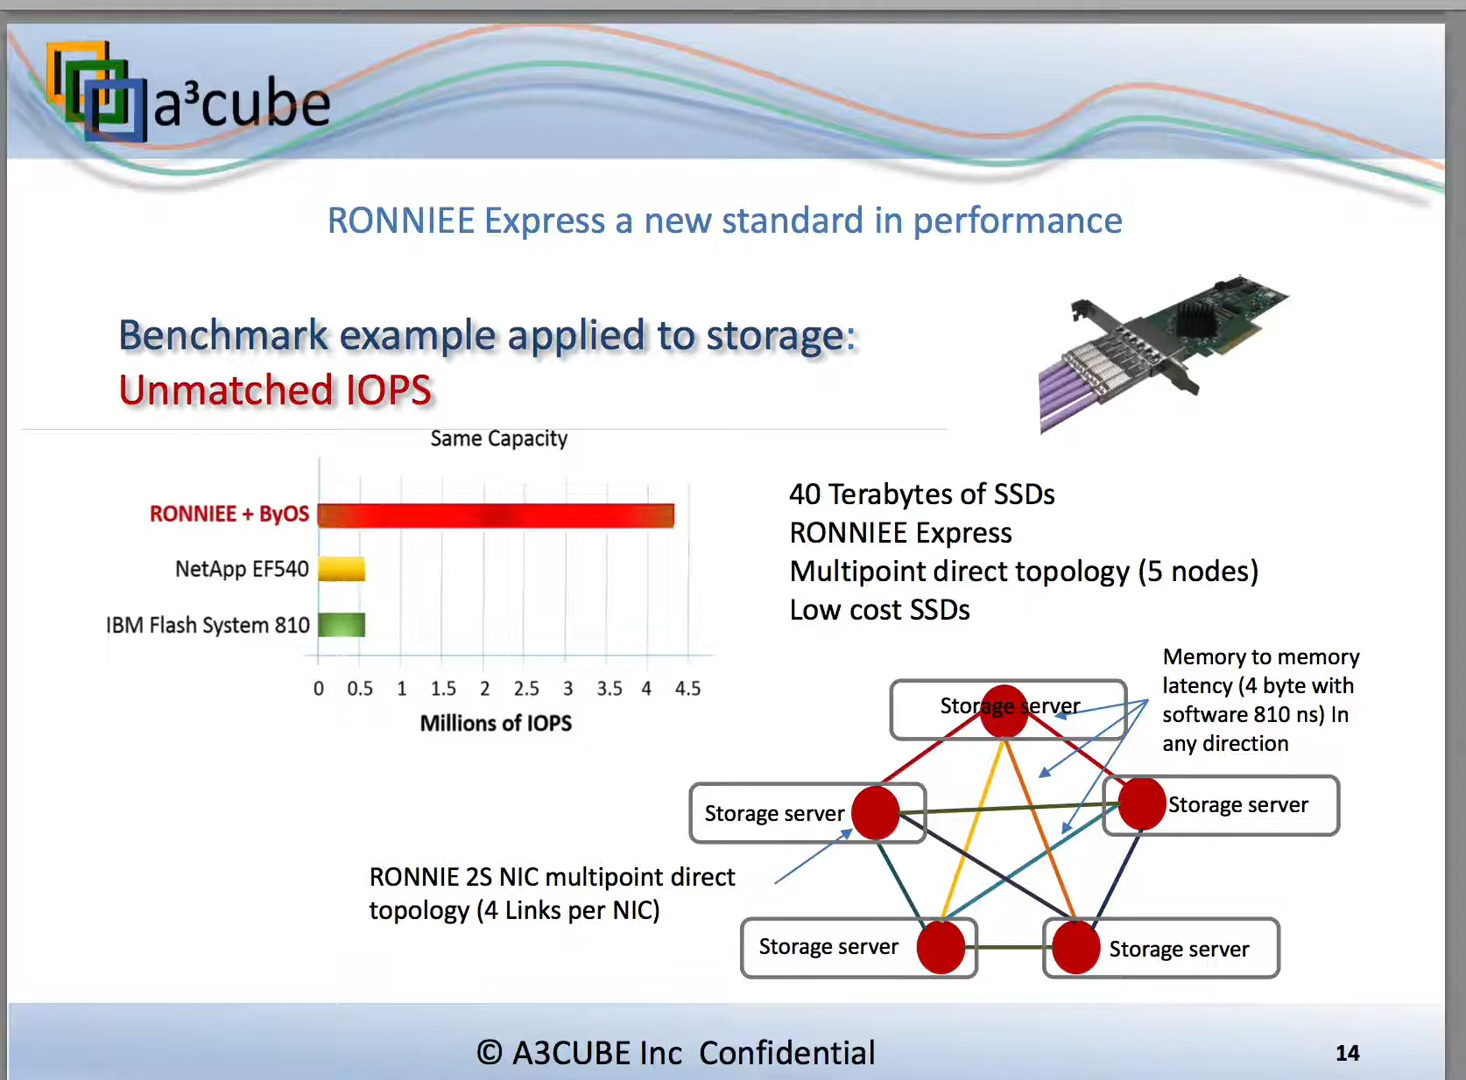 a³cube
RONNIEE Express a new standard in performance
Benchmark example applied to storage:
Unmatched IOPS
Same Capacity
RONNIEE + ByOS
NetApp EF540
IBM Flash System 810
0 0.5 1 1.5 2 2.5 3 3.5 4 4.5
Millions of IOPS
40 Terabytes of SSDs
RONNIEE Express
Multipoint direct topology (5 nodes)
Low cost SSDs
Memory to memory
latency (4 byte with
software 810 ns) In
any direction
Storage server
Storage server
Storage server
RONNIE 2S NIC multipoint direct
topology (4 Links per NIC)
Storage server
Storage server
© A3CUBE Inc Confidential
14